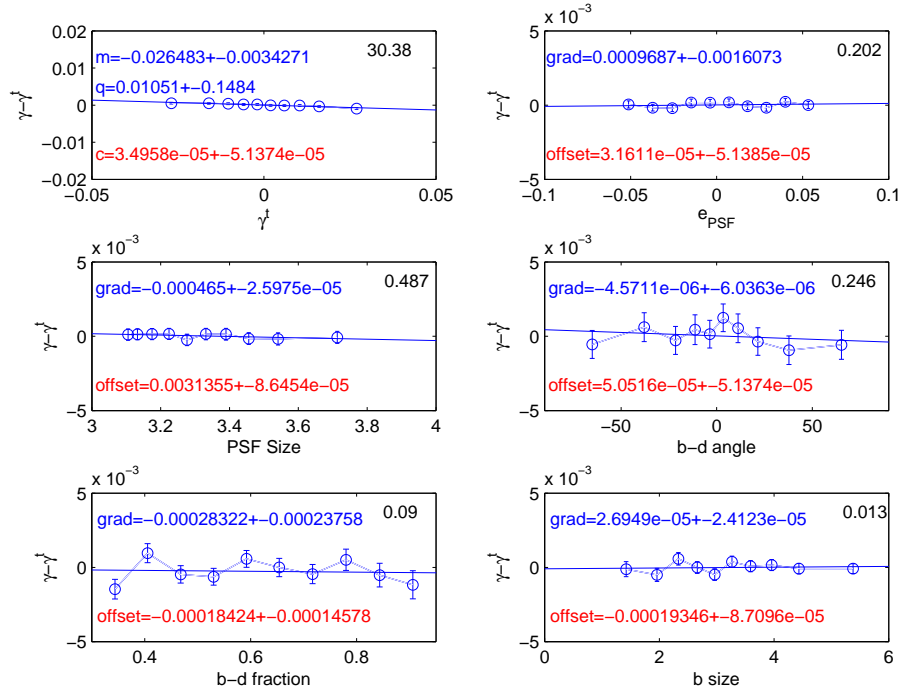 0.02
0.01
0
−0.01
−0.02
γ−γᵗ
m=−0.026483+−0.0034271
30.38
q=0.01051+−0.1484
c=3.4958e−05+−5.1374e−05
−0.05 0 0.05
γᵗ
x 10⁻³
5
0
−5
γ−γᵗ
grad=0.0009687+−0.0016073
0.202
offset=3.1611e−05+−5.1385e−05
−0.1 −0.05 0 0.05 0.1
e_PSF
x 10⁻³
5
0
−5
γ−γᵗ
grad=−0.000465+−2.5975e−05
0.487
offset=0.0031355+−8.6454e−05
3 3.2 3.4 3.6 3.8 4
PSF Size
x 10⁻³
5
0
−5
γ−γᵗ
grad=−4.5711e−06+−6.0363e−06
0.246
offset=5.0516e−05+−5.1374e−05
−50 0 50
b−d angle
x 10⁻³
5
0
−5
γ−γᵗ
grad=−0.00028322+−0.00023758
0.09
offset=−0.00018424+−0.00014578
0.4 0.6 0.8
b−d fraction
x 10⁻³
5
0
−5
γ−γᵗ
grad=2.6949e−05+−2.4123e−05
0.013
offset=−0.00019346+−8.7096e−05
0 2 4 6
b size